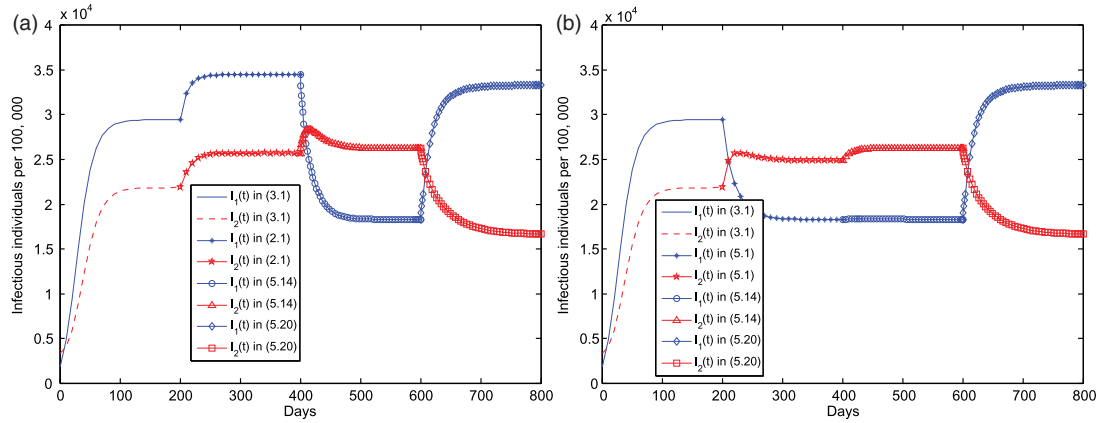 (a)
x 10⁴
4
3.5
3
2.5
2
1.5
1
0.5
0
Infectious individuals per 100, 000
0 100 200 300 400 500 600 700 800
Days
I₁(t) in (3.1)
I₂(t) in (3.1)
I₁(t) in (2.1)
I₂(t) in (2.1)
I₁(t) in (5.14)
I₂(t) in (5.14)
I₁(t) in (5.20)
I₂(t) in (5.20)
(b)
x 10⁴
4
3.5
3
2.5
2
1.5
1
0.5
0
Infectious individuals per 100, 000
0 100 200 300 400 500 600 700 800
Days
I₁(t) in (3.1)
I₂(t) in (3.1)
I₁(t) in (5.1)
I₂(t) in (5.1)
I₁(t) in (5.14)
I₂(t) in (5.14)
I₁(t) in (5.20)
I₂(t) in (5.20)